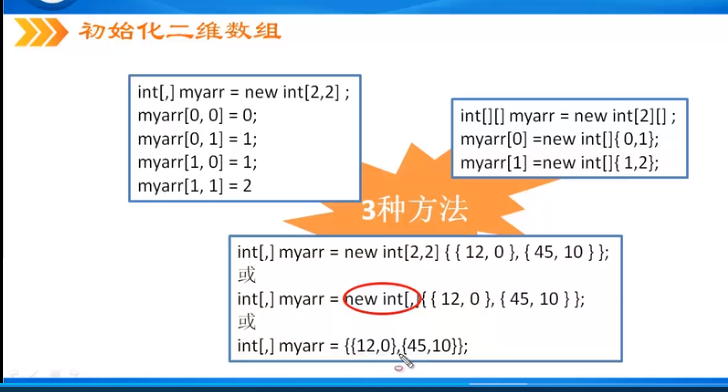 初始化二维数组
int[,] myarr = new int[2,2] ;
myarr[0, 0] = 0;
myarr[0, 1] = 1;
myarr[1, 0] = 1;
myarr[1, 1] = 2
int[][] myarr = new int[2][] ;
myarr[0] =new int[]{ 0,1};
myarr[1] =new int[]{ 1,2};
3种方法
int[,] myarr = new int[2,2] { { 12, 0 }, { 45, 10 } };
或
int[,] myarr = new int[,]{ { 12, 0 }, { 45, 10 } };
或
int[,] myarr = {{12,0},{45,10}};